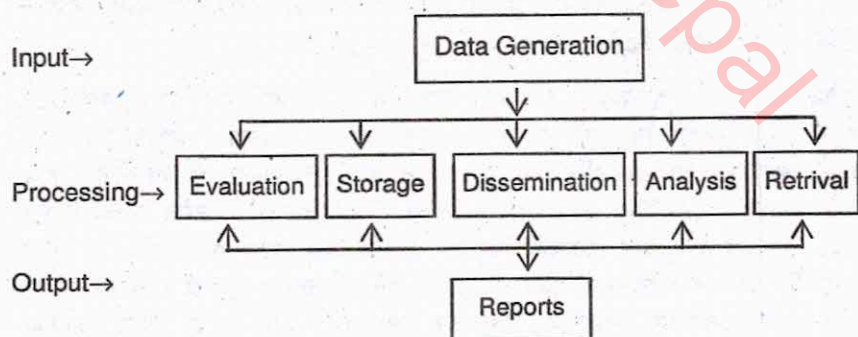 Input→
Data Generation
Processing→
Evaluation
Storage
Dissemination
Analysis
Retrival
Output→
Reports